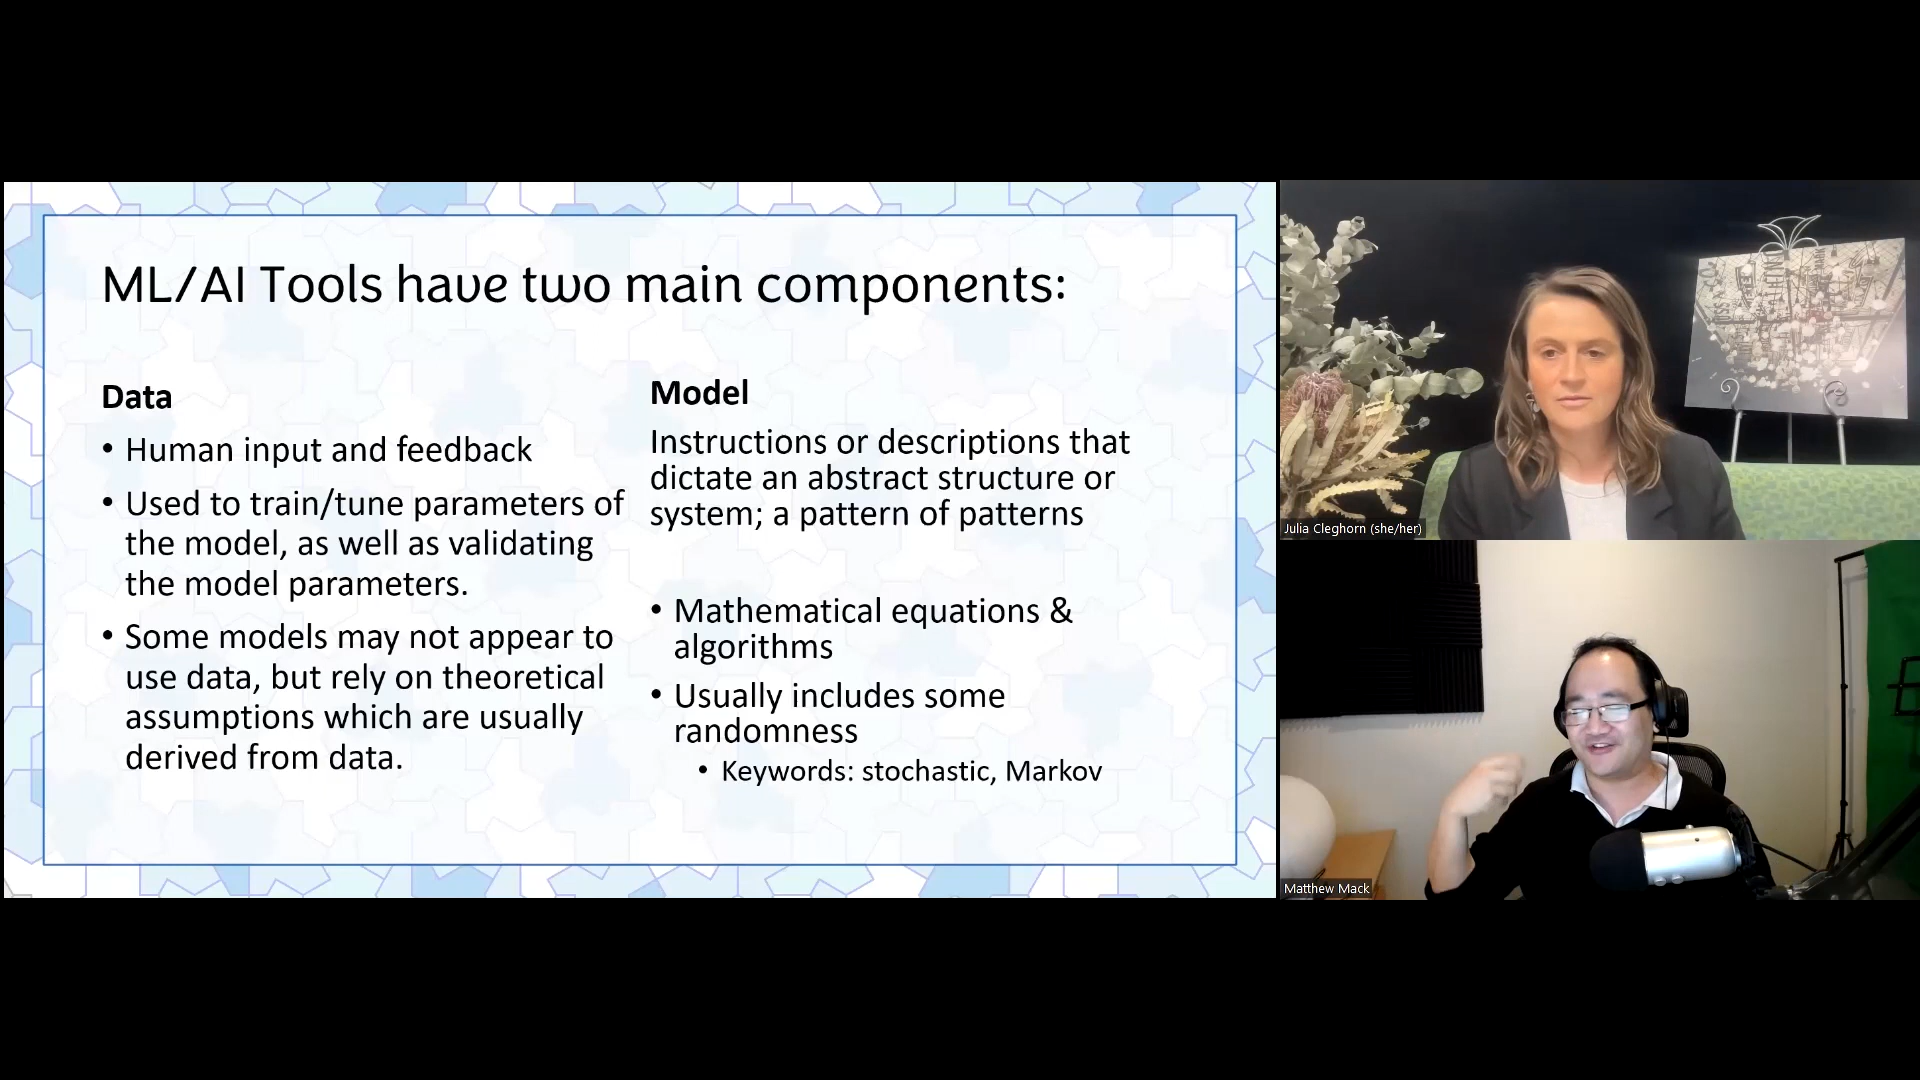 ML/AI Tools have two main components:
Data
• Human input and feedback
• Used to train/tune parameters of
the model, as well as validating
the model parameters.
• Some models may not appear to
use data, but rely on theoretical
assumptions which are usually
derived from data.
Model
Instructions or descriptions that
dictate an abstract structure or
system; a pattern of patterns
• Mathematical equations &
algorithms
• Usually includes some
randomness
• Keywords: stochastic, Markov
Julia Cleghorn (she/her)
Matthew Mack